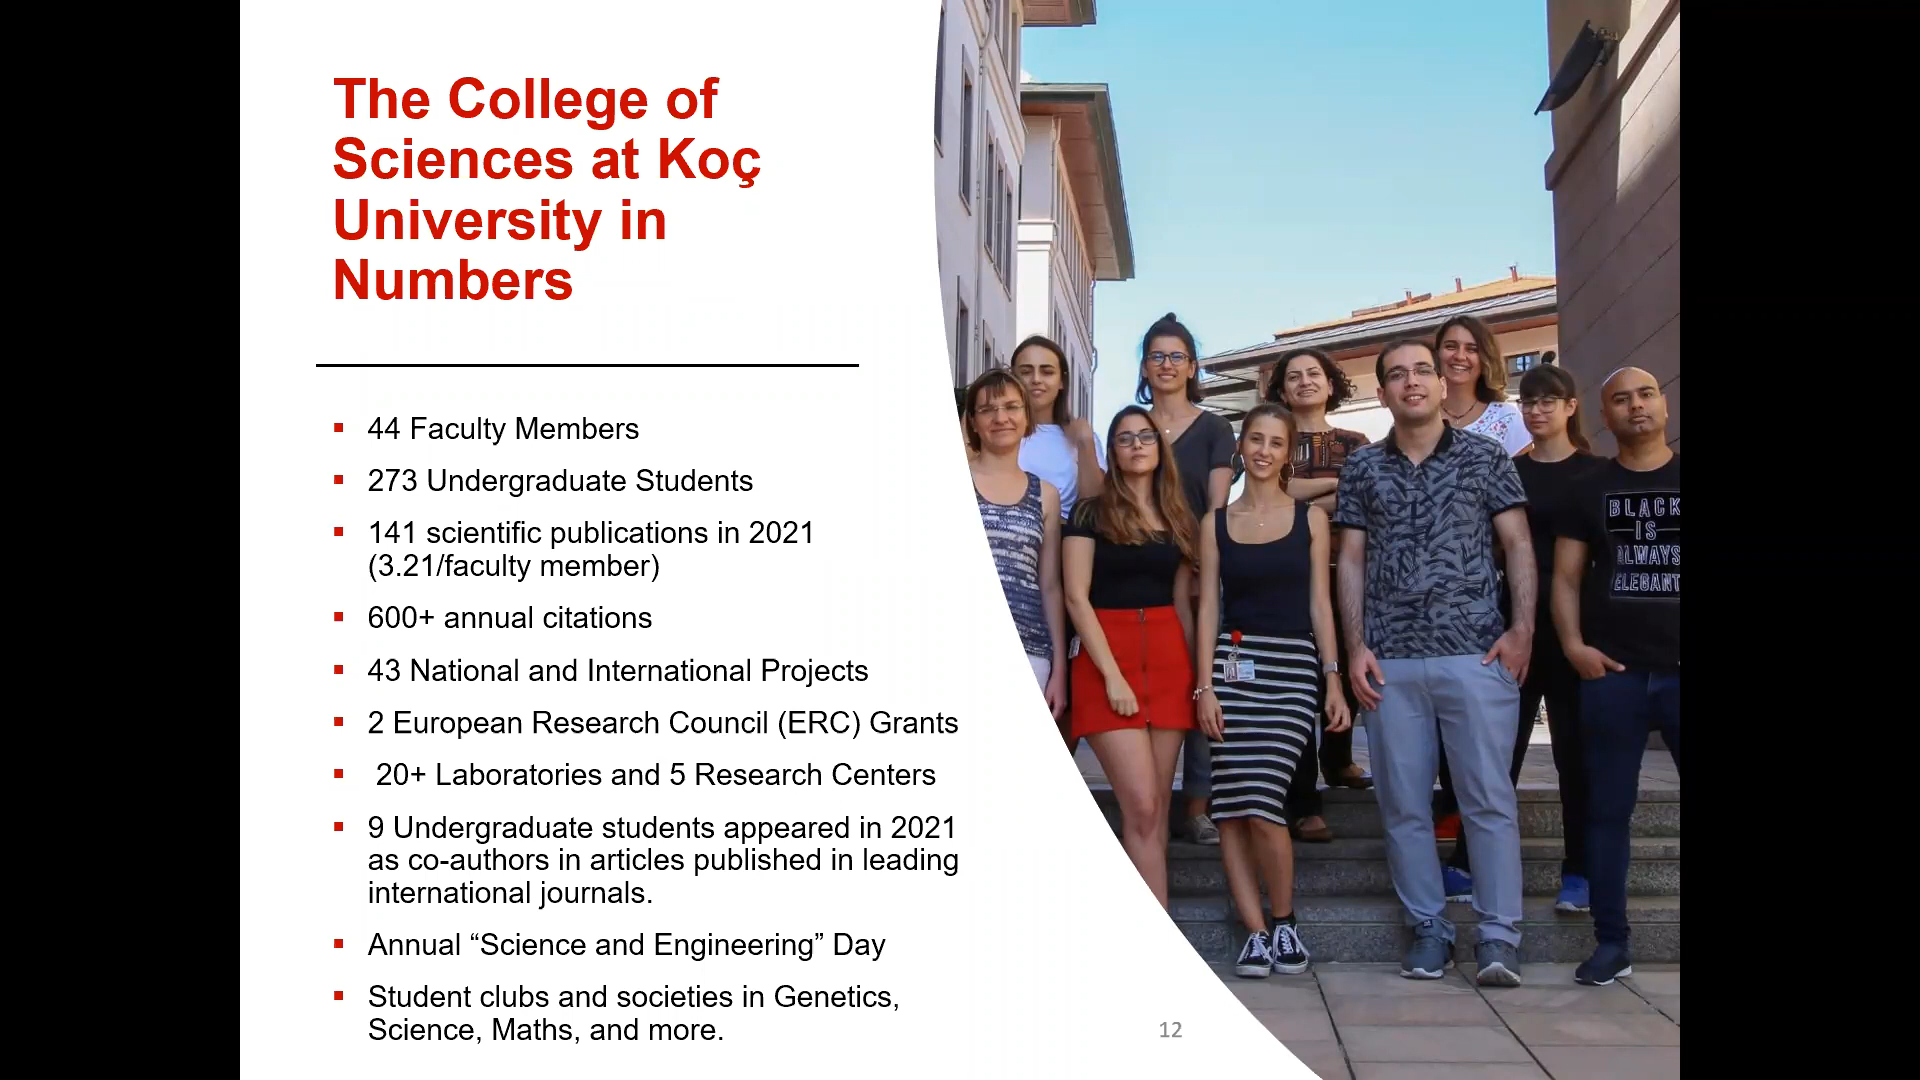 The College of
Sciences at Koç
University in
Numbers
44 Faculty Members
273 Undergraduate Students
141 scientific publications in 2021
(3.21/faculty member)
600+ annual citations
43 National and International Projects
2 European Research Council (ERC) Grants
20+ Laboratories and 5 Research Centers
9 Undergraduate students appeared in 2021
as co-authors in articles published in leading
international journals.
Annual “Science and Engineering” Day
Student clubs and societies in Genetics,
Science, Maths, and more.
12
BLACK
IS
ALWAYS
ELEGANT